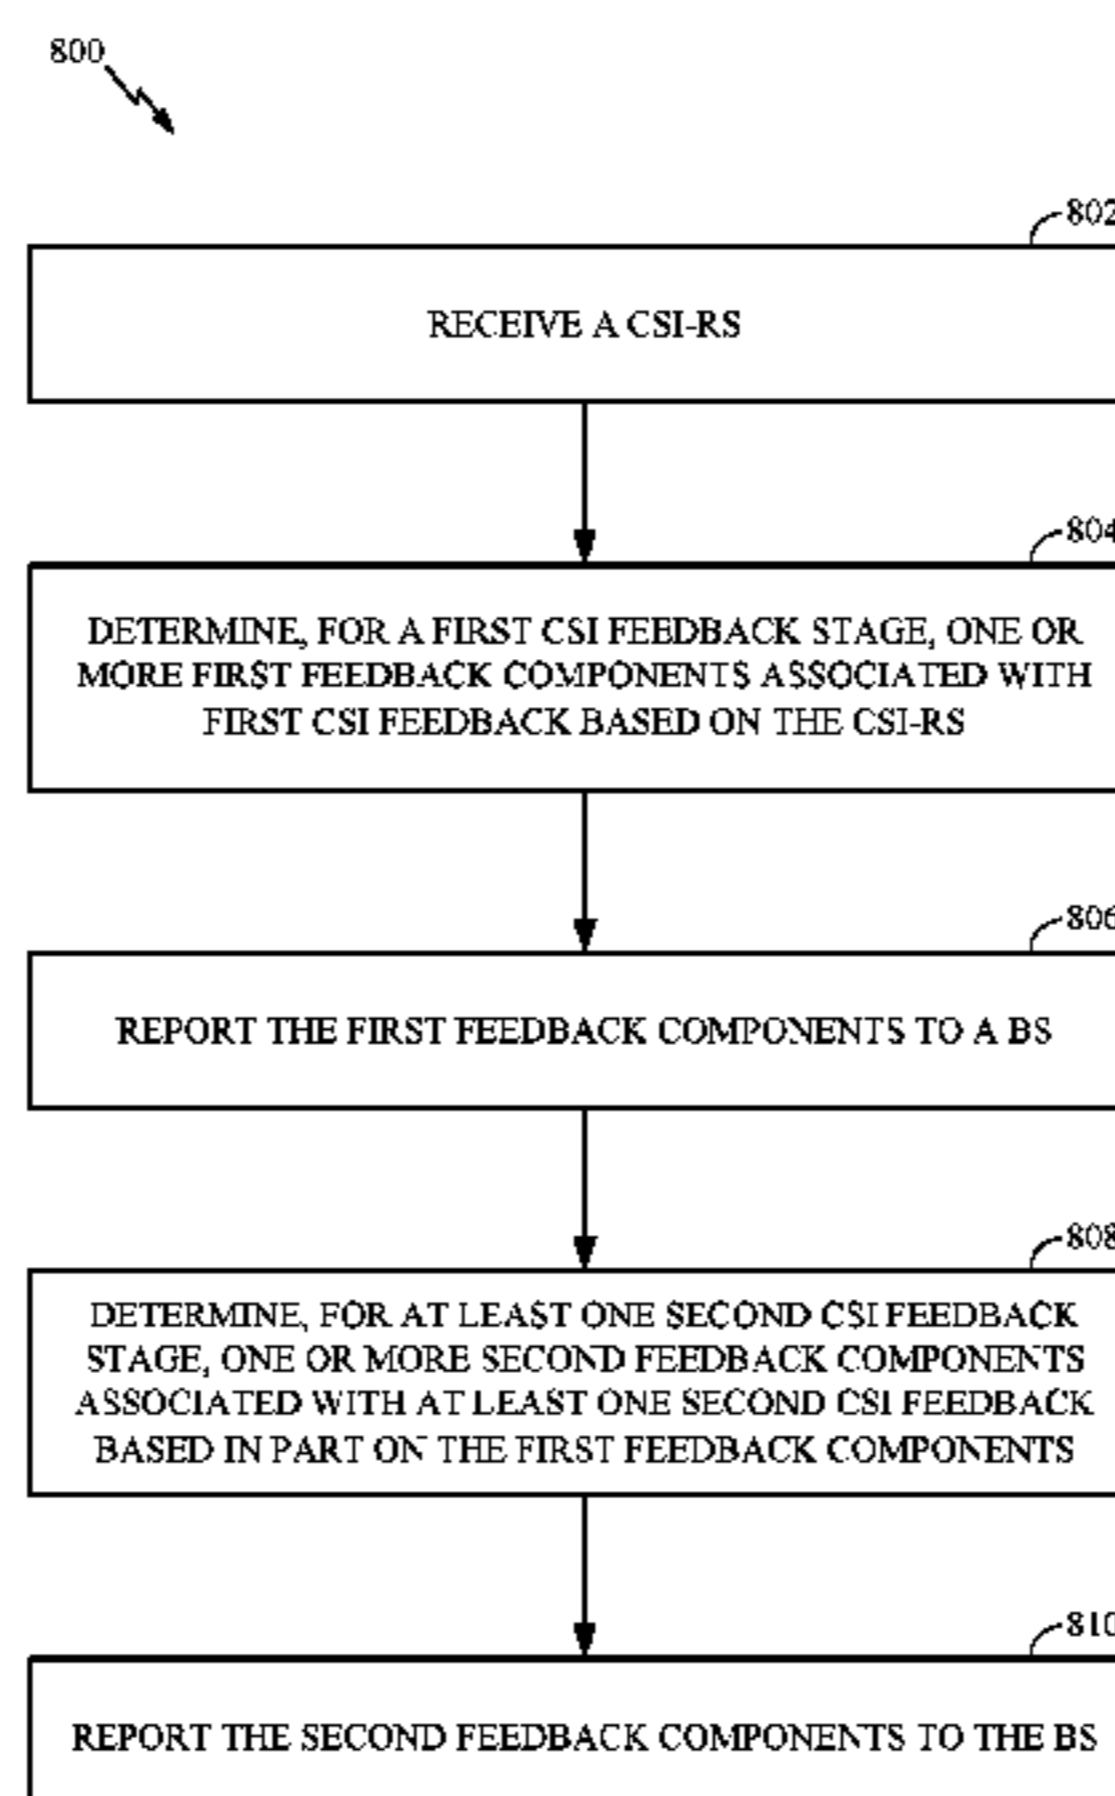 800
802
RECEIVE A CSI-RS
804
DETERMINE, FOR A FIRST CSI FEEDBACK STAGE, ONE OR
MORE FIRST FEEDBACK COMPONENTS ASSOCIATED WITH
FIRST CSI FEEDBACK BASED ON THE CSI-RS
806
REPORT THE FIRST FEEDBACK COMPONENTS TO A BS
808
DETERMINE, FOR AT LEAST ONE SECOND CSI FEEDBACK
STAGE, ONE OR MORE SECOND FEEDBACK COMPONENTS
ASSOCIATED WITH AT LEAST ONE SECOND CSI FEEDBACK
BASED IN PART ON THE FIRST FEEDBACK COMPONENTS
810
REPORT THE SECOND FEEDBACK COMPONENTS TO THE BS